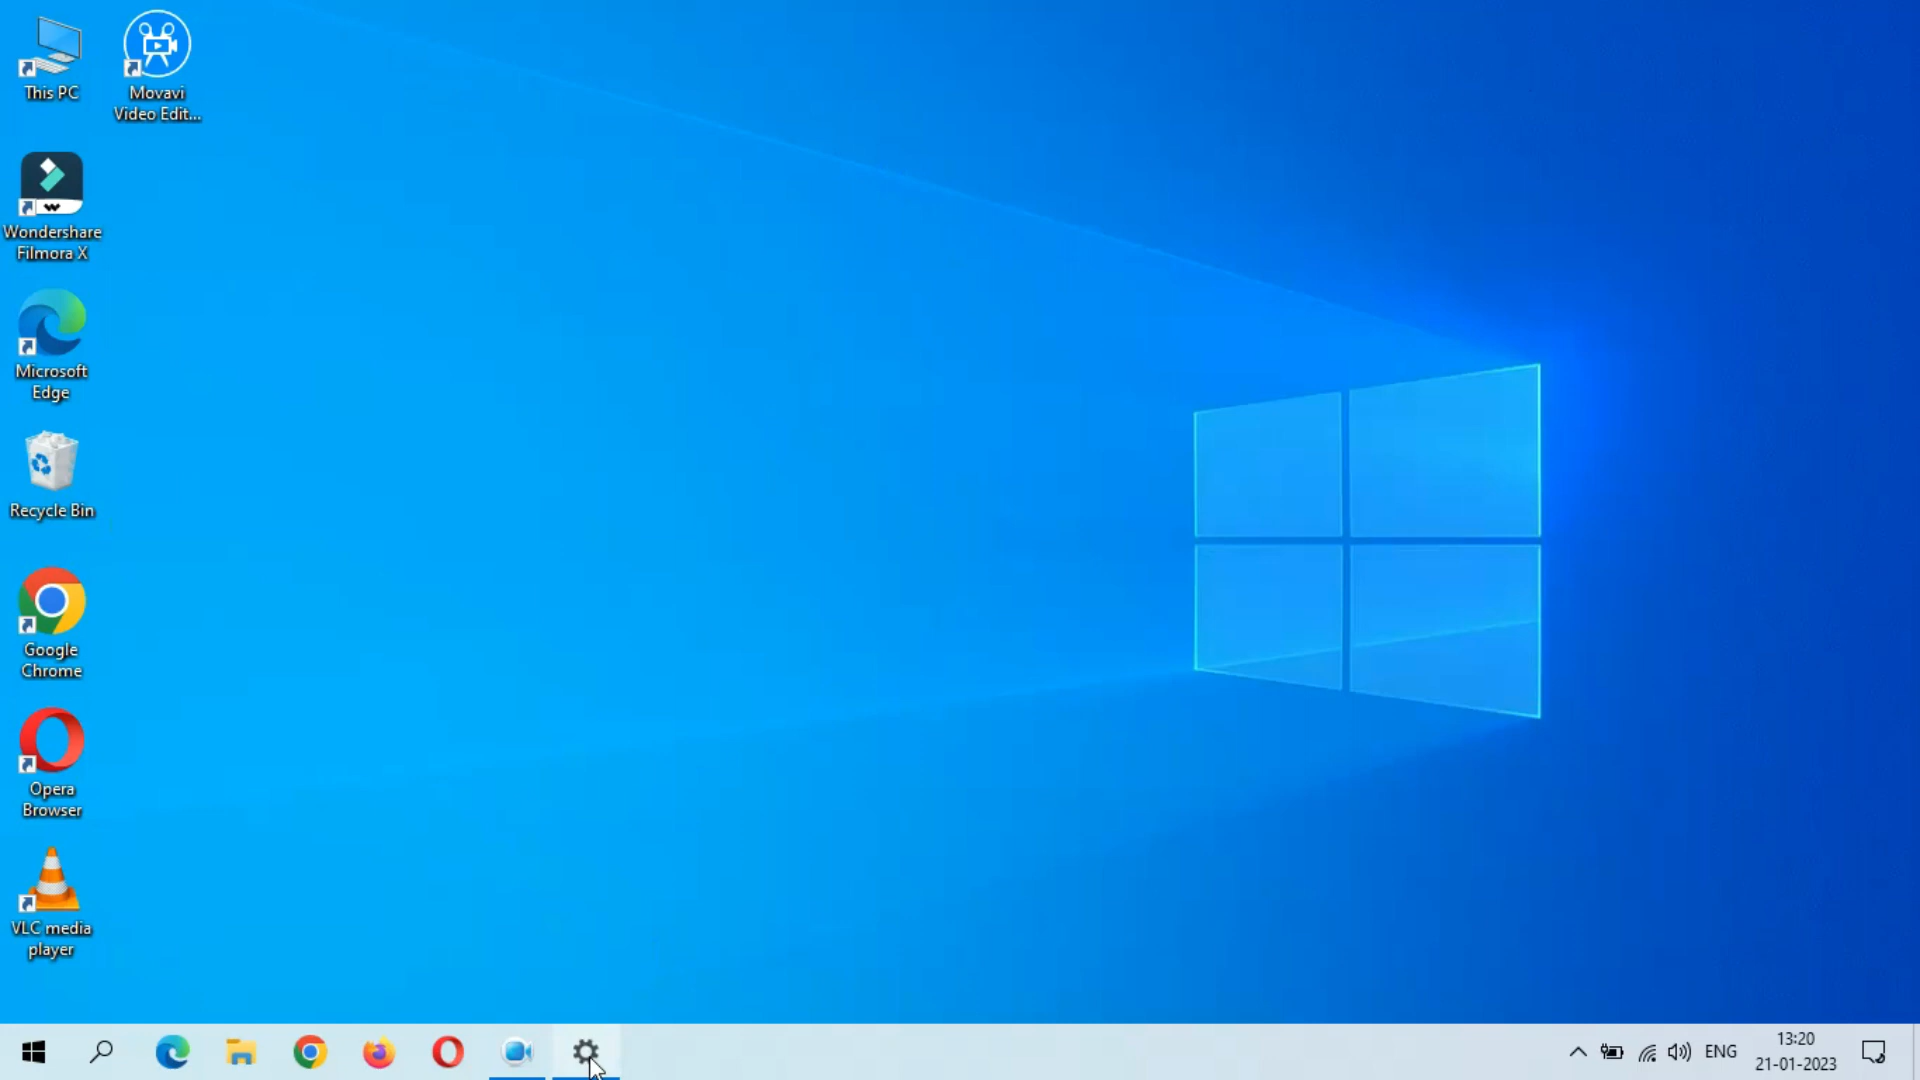 This PC
Movavi
Video Edit...
Wondershare
Filmora X
Microsoft
Edge
Recycle Bin
Google
Chrome
Opera
Browser
VLC media
player
ENG
13:20
21-01-2023